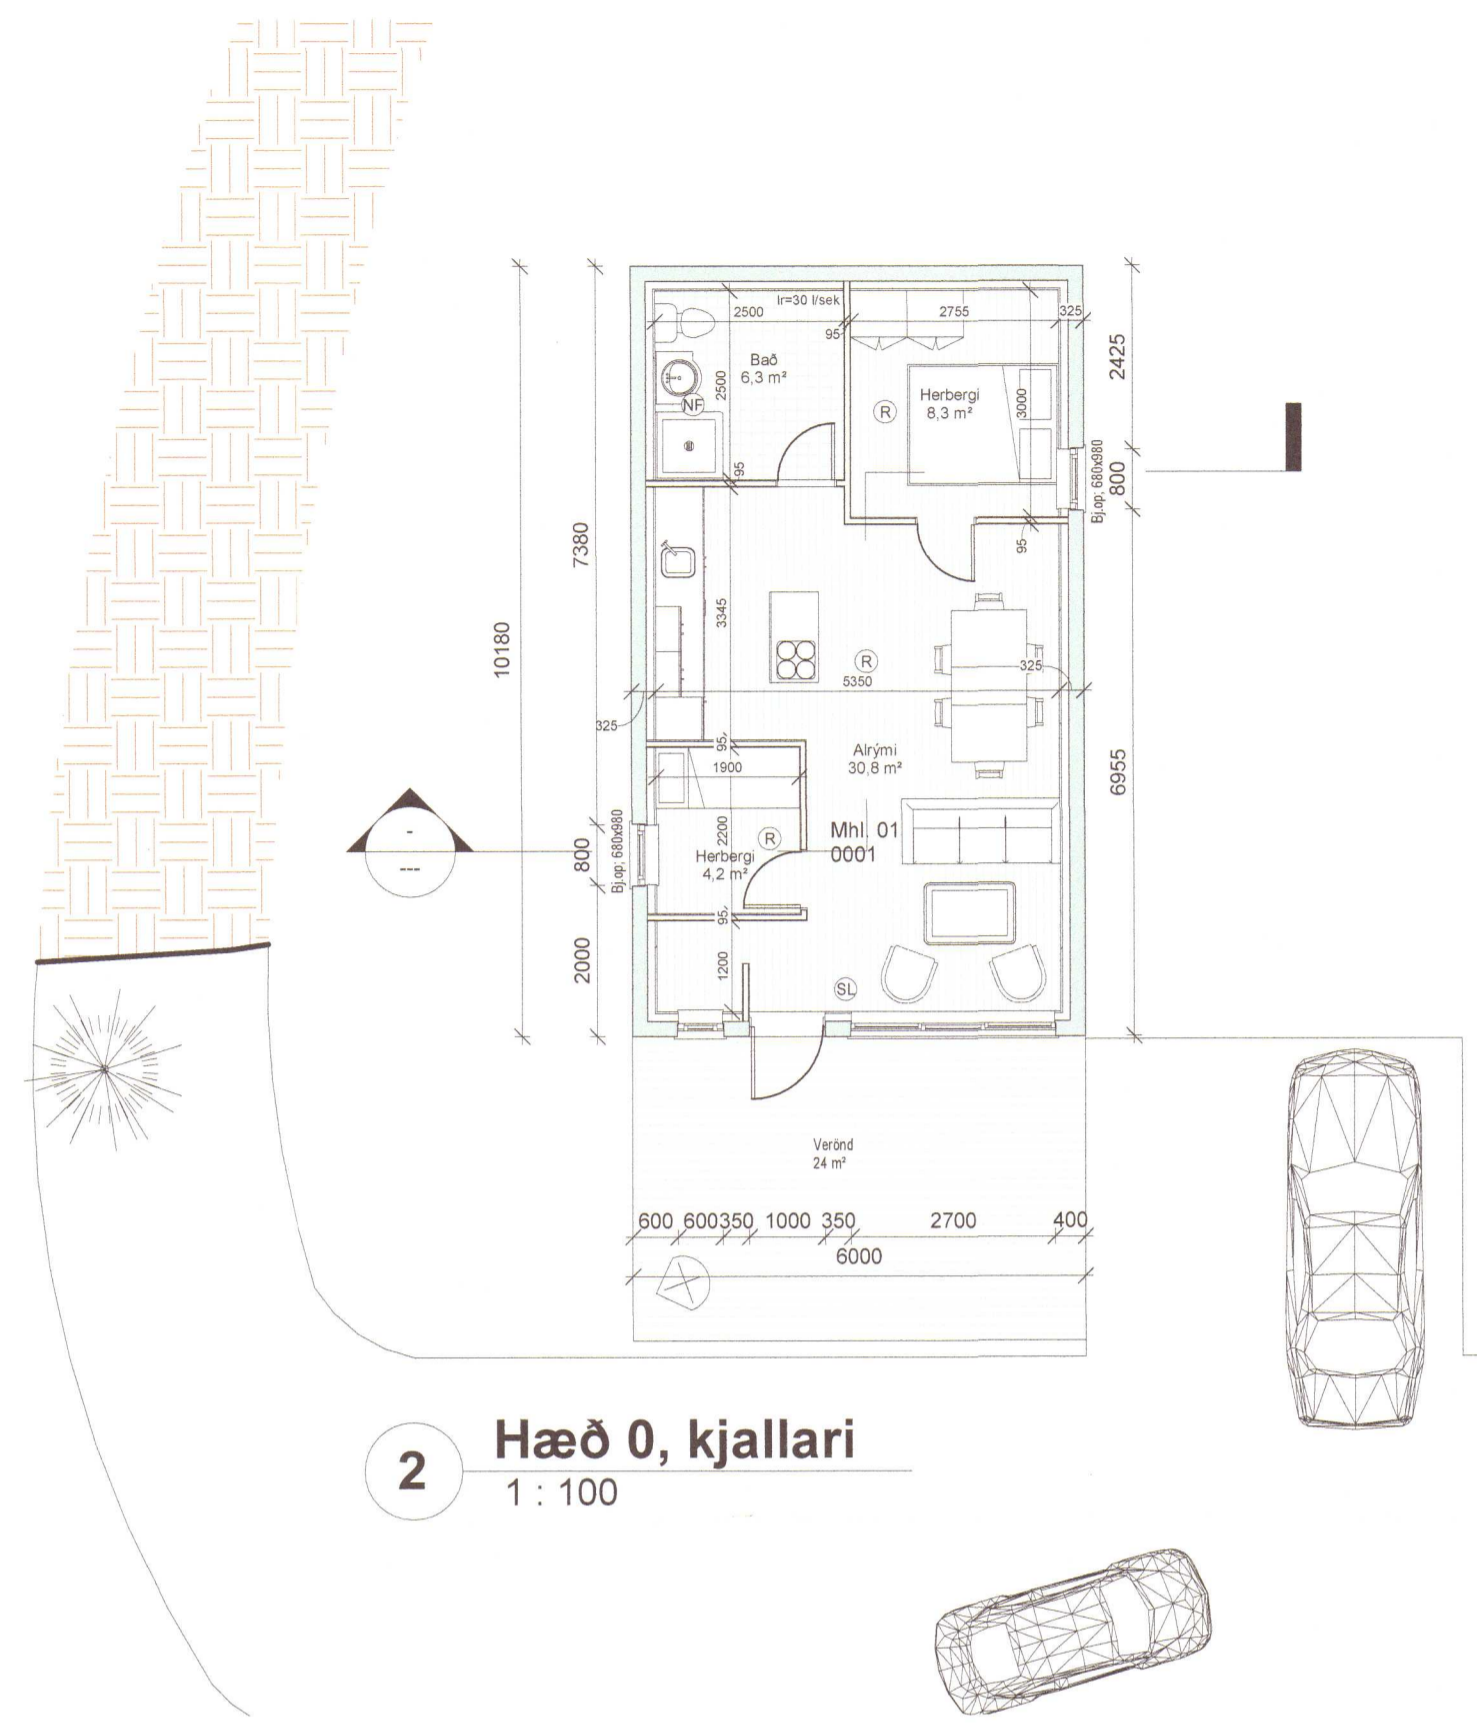 Ir=30 l/sek
2500
2755
325
95
2425
Bað
6,3 m²
2500
Herbergi
8,3 m²
3000
R
NF
95
Bj.op; 680x980
800
95
7380
10180
3345
R
5350
325
325
95
1900
Alrými
30,8 m²
6955
Mhl. 01
0001
R
2200
Herbergi
4,2 m²
Bj.op; 680x980
800
-
---
95
2000
1200
SL
Verönd
24 m²
600 600 350 1000 350 2700 400
6000
2
Hæð 0, kjallari
1 : 100